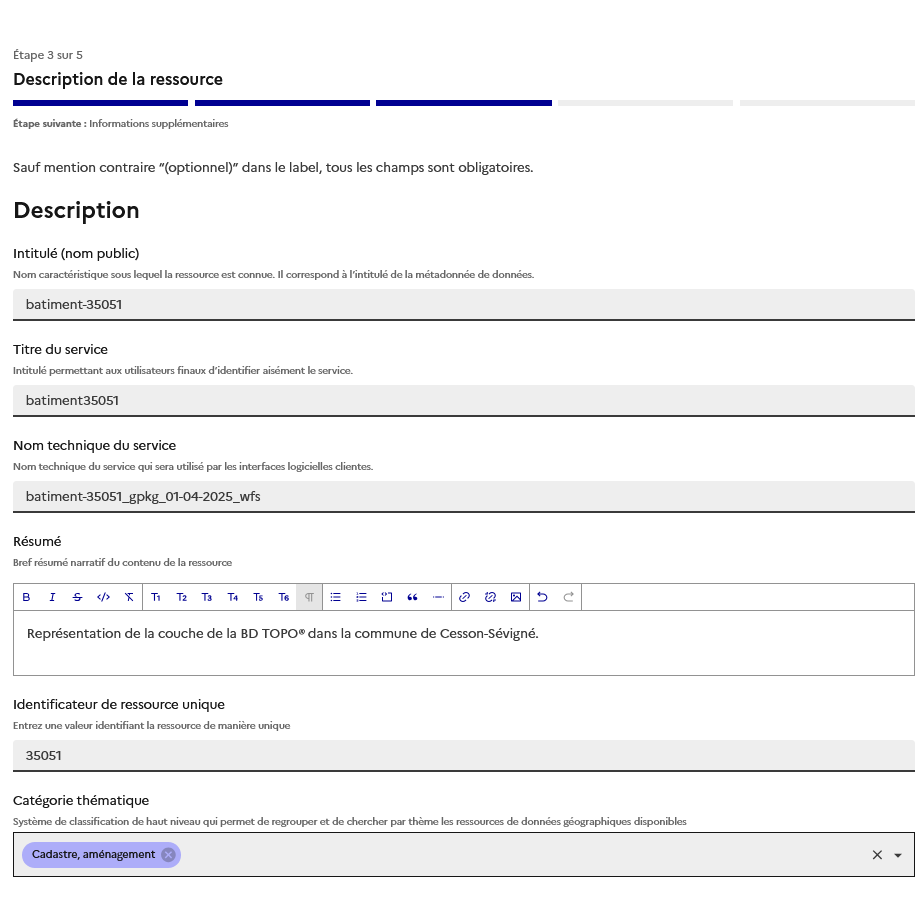 Étape 3 sur 5
Description de la ressource
Étape suivante : Informations supplémentaires
Sauf mention contraire “(optionnel)” dans le label, tous les champs sont obligatoires.
Description
Intitulé (nom public)
Nom caractéristique sous lequel la ressource est connue. Il correspond à l’intitulé de la métadonnée de données.
batiment-35051
Titre du service
Intitulé permettant aux utilisateurs finaux d’identifier aisément le service.
batiment35051
Nom technique du service
Nom technique du service qui sera utilisé par les interfaces logicielles clientes.
batiment-35051_gpkg_01-04-2025_wfs
Résumé
Bref résumé narratif du contenu de la ressource
B I S </> T T1 T2 T3 T4 T5 T6 ¶
Représentation de la couche de la BD TOPO® dans la commune de Cesson-Sévigné.
Identificateur de ressource unique
Entrez une valeur identifiant la ressource de manière unique
35051
Catégorie thématique
Système de classification de haut niveau qui permet de regrouper et de chercher par thème les ressources de données géographiques disponibles
Cadastre, aménagement